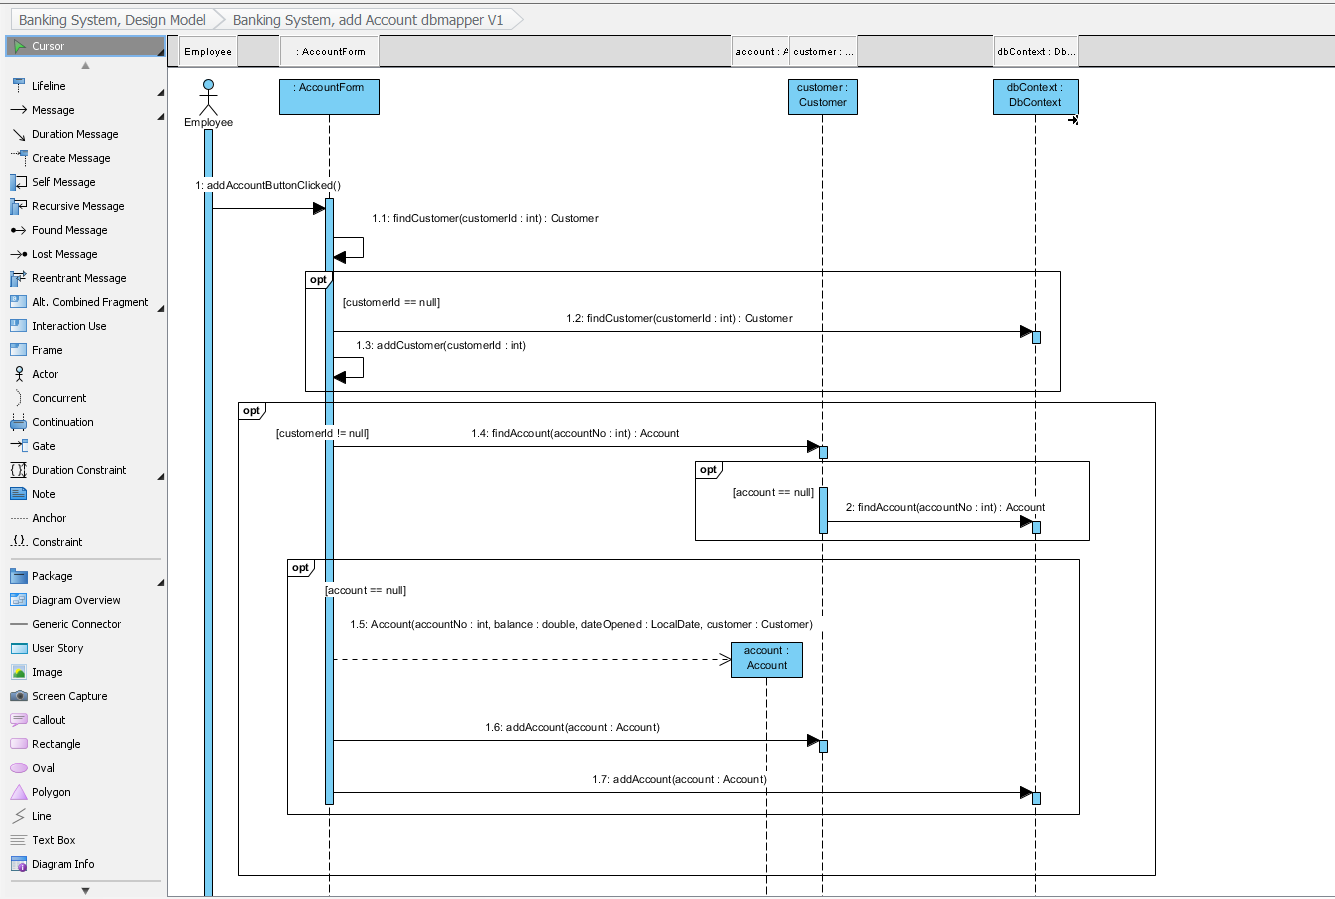 Banking System, Design Model
Banking System, add Account dbmapper V1
Cursor
Lifeline
Message
Duration Message
Create Message
Self Message
Recursive Message
Found Message
Lost Message
Reentrant Message
Alt. Combined Fragment
Interaction Use
Frame
Actor
Concurrent
Continuation
Gate
Duration Constraint
Note
Anchor
Constraint
Package
Diagram Overview
Generic Connector
User Story
Image
Screen Capture
Callout
Rectangle
Oval
Polygon
Line
Text Box
Diagram Info
Employee
: AccountForm
account : A
customer : ...
dbContext : Db...
Employee
: AccountForm
customer :
Customer
dbContext :
DbContext
1: addAccountButtonClicked()
1.1: findCustomer(customerId : int) : Customer
opt
[customerId == null]
1.2: findCustomer(customerId : int) : Customer
1.3: addCustomer(customerId : int)
opt
[customerId != null]
1.4: findAccount(accountNo : int) : Account
opt
[account == null]
2: findAccount(accountNo : int) : Account
opt
[account == null]
1.5: Account(accountNo : int, balance : double, dateOpened : LocalDate, customer : Customer)
account :
Account
1.6: addAccount(account : Account)
1.7: addAccount(account : Account)